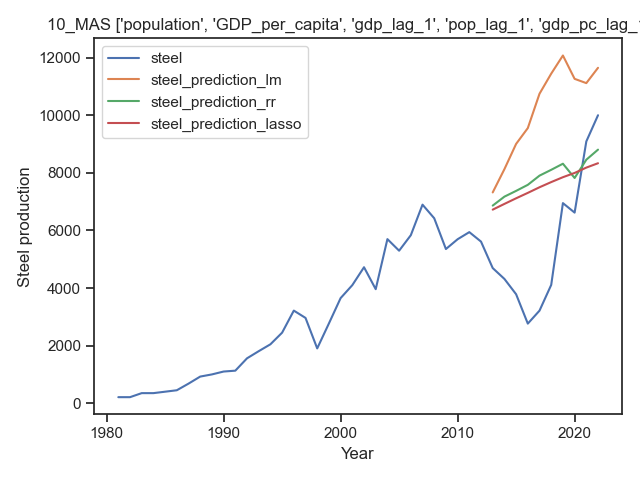 10_MAS ['population', 'GDP_per_capita', 'gdp_lag_1', 'pop_lag_1', 'gdp_pc_lag_
steel
steel_prediction_lm
steel_prediction_rr
steel_prediction_lasso
12000
10000
8000
6000
4000
2000
0
Steel production
1980
1990
2000
2010
2020
Year